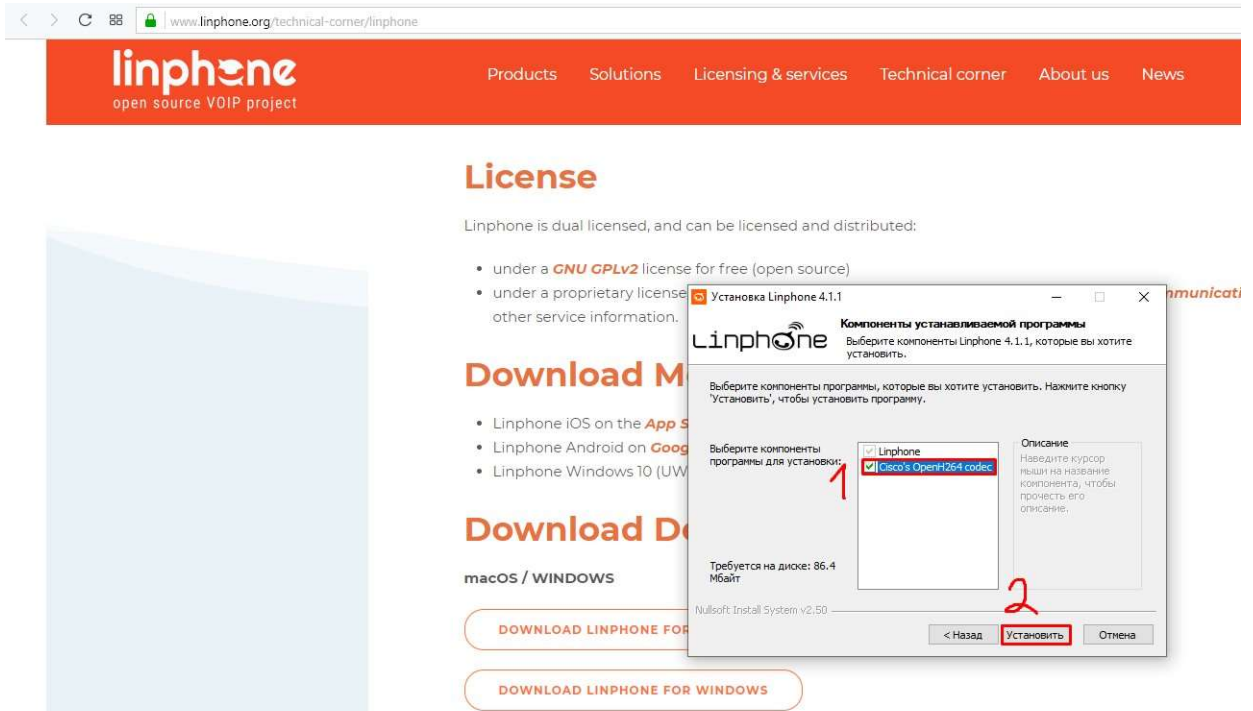 www.linphone.org/technical-corner/linphone
linphone
open source VOIP project
Products Solutions Licensing & services Technical corner About us News
License
Linphone is dual licensed, and can be licensed and distributed:
under a GNU GPLv2 license for free (open source)
under a proprietary license
other service information.
Download M
Linphone iOS on the App S
Linphone Android on Goog
Linphone Windows 10 (UW
Download De
macOS / WINDOWS
DOWNLOAD LINPHONE FOR
DOWNLOAD LINPHONE FOR WINDOWS
Установка Linphone 4.1.1
Linphone
Компоненты устанавливаемой программы
Выберите компоненты Linphone 4.1.1, которые вы хотите
установить.
Выберите компоненты программы, которые вы хотите установить. Нажмите кнопку
'Установить', чтобы установить программу.
Выберите компоненты
программы для установки:
1
Linphone
Cisco's OpenH264 codec
Описание
Наведите курсор
мыши на название
компонента, чтобы
прочесть его
описание.
Требуется на диске: 86.4
Мбайт
2
Nullsoft Install System v2.50
< Назад Установить Отмена
mmunicati